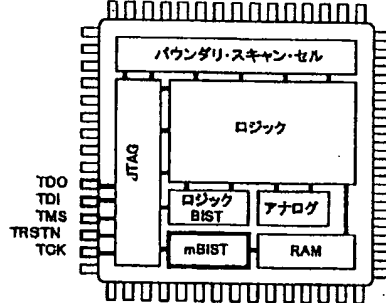 バウンダリ・スキャン・セル
ロジック
JTAG
TDO
TDI
TMS
TRSTN
TCK
ロジック
BIST
アナログ
mBIST
RAM